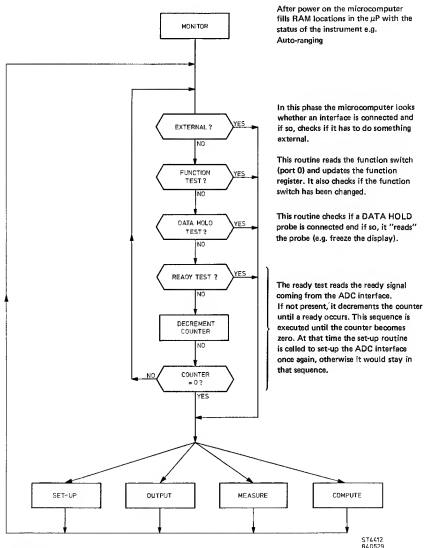 After power on the microcomputer
fills RAM locations in the μP with the
status of the instrument e.g.
Auto-ranging
MONITOR
In this phase the microcomputer looks
whether an interface is connected and
if so, checks if it has to do something
external.
EXTERNAL ?
YES
NO
This routine reads the function switch
(port 0) and updates the function
register. It also checks if the function
switch has been changed.
FUNCTION
TEST ?
YES
NO
This routine checks if a DATA HOLD
probe is connected end if so, it "reads"
the probe (e.g. freeze the display).
DATA HOLD
TEST ?
YES
NO
READY TEST ?
YES
NO
The ready test reads the ready signal
coming from the ADC interface.
If not present, it decrements the counter
until a ready occurs. This sequence is
executed until the counter becomes
zero. At that time the set-up routine
is celled to set-up the ADC interface
once again, otherwise it would stay in
that sequence.
DECREMENT
COUNTER
NO
NO
COUNTER
= 0 ?
YES
SET-UP
OUTPUT
MEASURE
COMPUTE
ST4412
840529